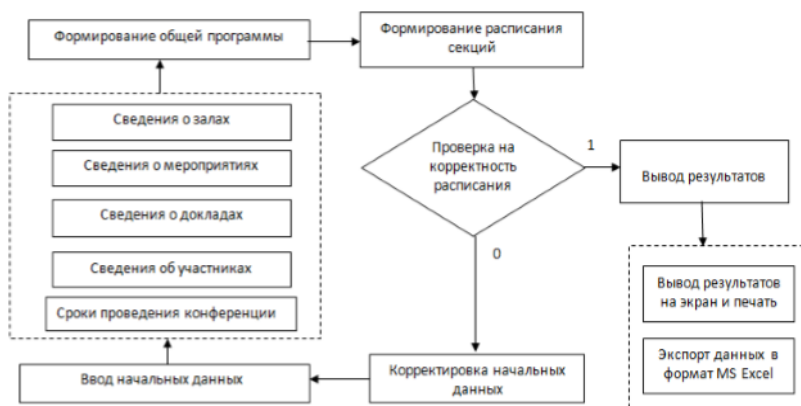 Формирование общей программы
Формирование расписания
секций
Сведения о залах
Сведения о мероприятиях
Сведения о докладах
Сведения об участниках
Сроки проведения конференции
Ввод начальных данных
Проверка на
корректность
расписания
1
0
Вывод результатов
Вывод результатов
на экран и печать
Экспорт данных в
формат MS Excel
Корректировка начальных
данных